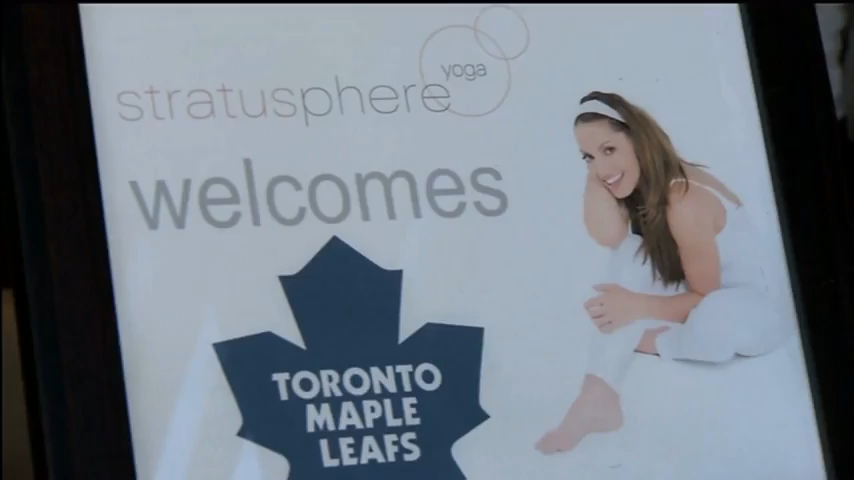 yoga
stratusphere
welcomes
TORONTO
MAPLE
LEAFS